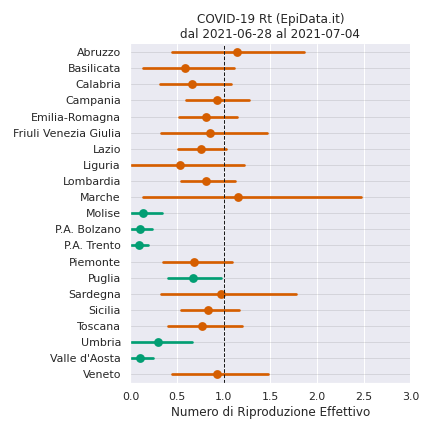 COVID-19 Rt (EpiData.it)
dal 2021-06-28 al 2021-07-04
Abruzzo
Basilicata
Calabria
Campania
Emilia-Romagna
Friuli Venezia Giulia
Lazio
Liguria
Lombardia
Marche
Molise
P.A. Bolzano
P.A. Trento
Piemonte
Puglia
Sardegna
Sicilia
Toscana
Umbria
Valle d'Aosta
Veneto
0.0 0.5 1.0 1.5 2.0 2.5 3.0
Numero di Riproduzione Effettivo